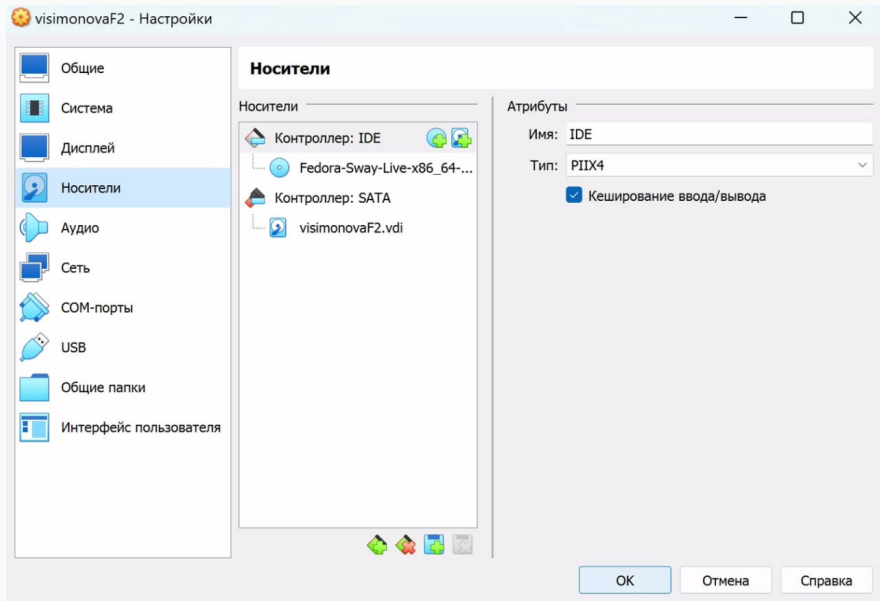 visimonovaF2 - Настройки
Общие
Система
Дисплей
Носители
Аудио
Сеть
COM-порты
USB
Общие папки
Интерфейс пользователя
Носители
Носители
Контроллер: IDE
Fedora-Sway-Live-x86_64-...
Контроллер: SATA
visimonovaF2.vdi
Атрибуты
Имя: IDE
Тип: PIIX4
Кеширование ввода/вывода
OK Отмена Справка